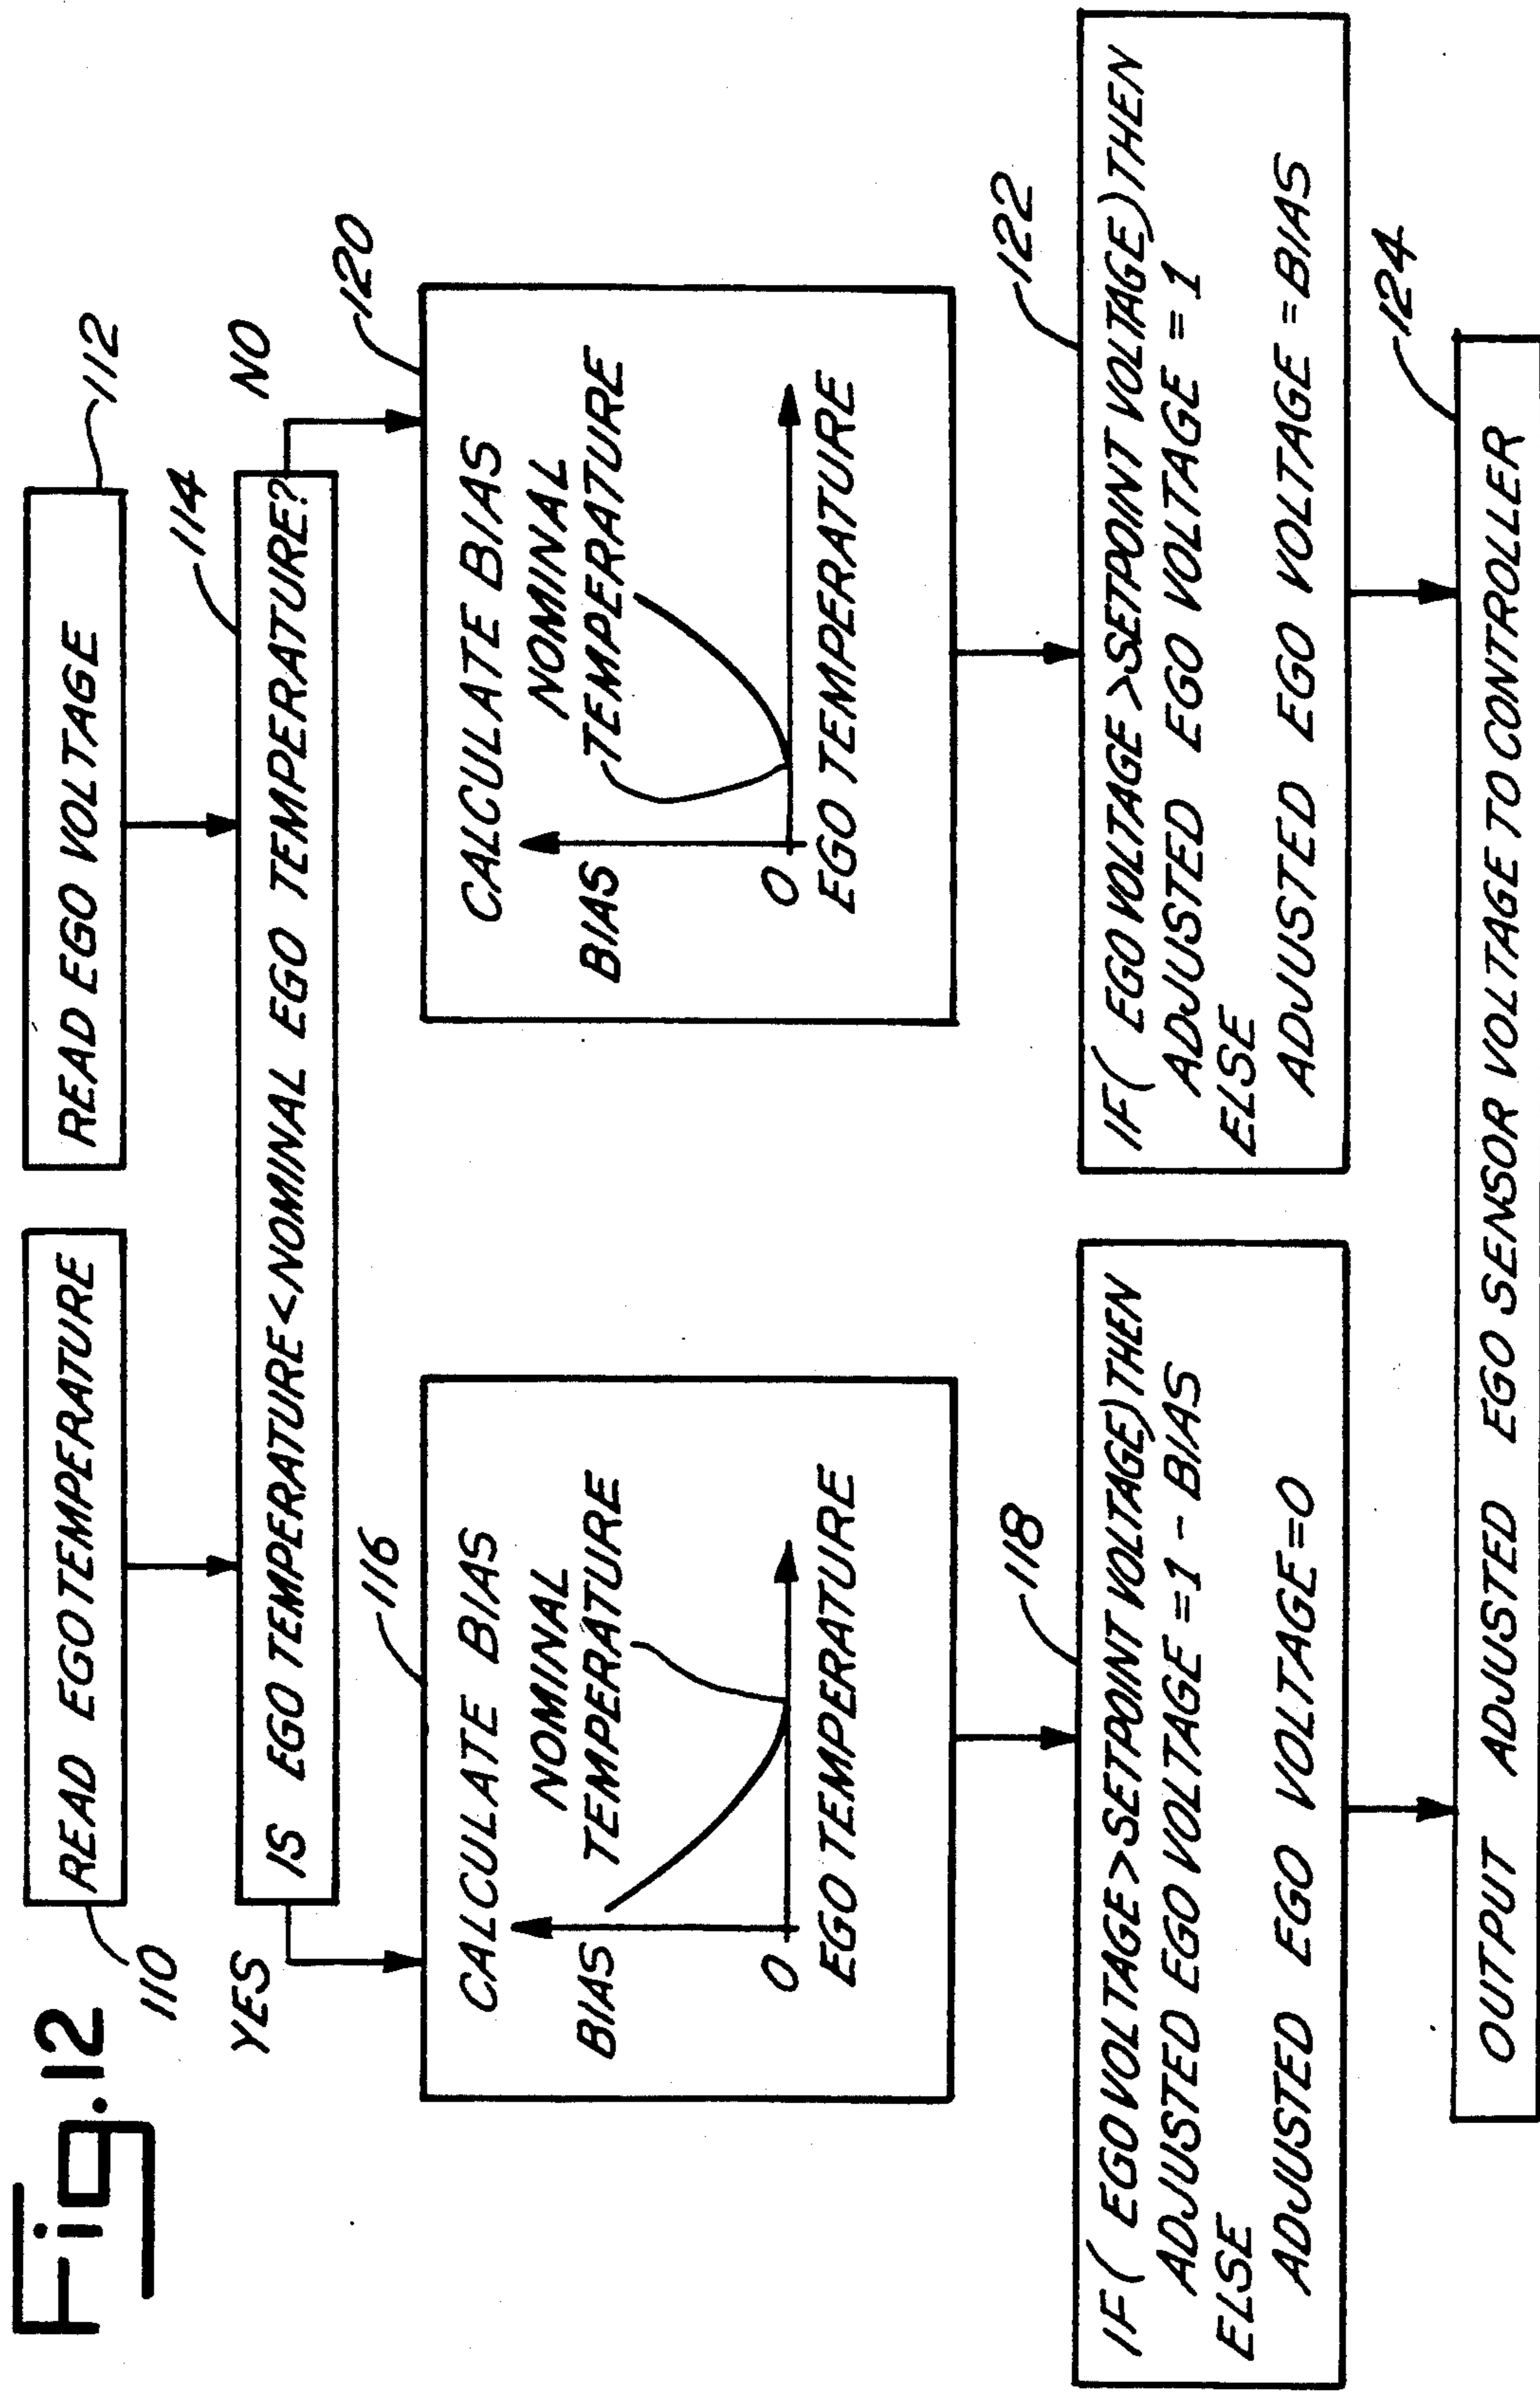 Fig.12
110
READ EGO TEMPERATURE
READ EGO VOLTAGE
112
114
YES
IS EGO TEMPERATURE < NOMINAL EGO TEMPERATURE?
NO
116
CALCULATE BIAS
NOMINAL
TEMPERATURE
BIAS
0
EGO TEMPERATURE
120
CALCULATE BIAS
NOMINAL
TEMPERATURE
BIAS
0
EGO TEMPERATURE
118
IF ( EGO VOLTAGE > SETPOINT VOLTAGE) THEN
ADJUSTED EGO VOLTAGE = 1 - BIAS
ELSE
ADJUSTED EGO VOLTAGE = 0
122
IF ( EGO VOLTAGE > SETPOINT VOLTAGE) THEN
ADJUSTED EGO VOLTAGE = 1
ELSE
ADJUSTED EGO VOLTAGE = BIAS
124
OUTPUT ADJUSTED EGO SENSOR VOLTAGE TO CONTROLLER